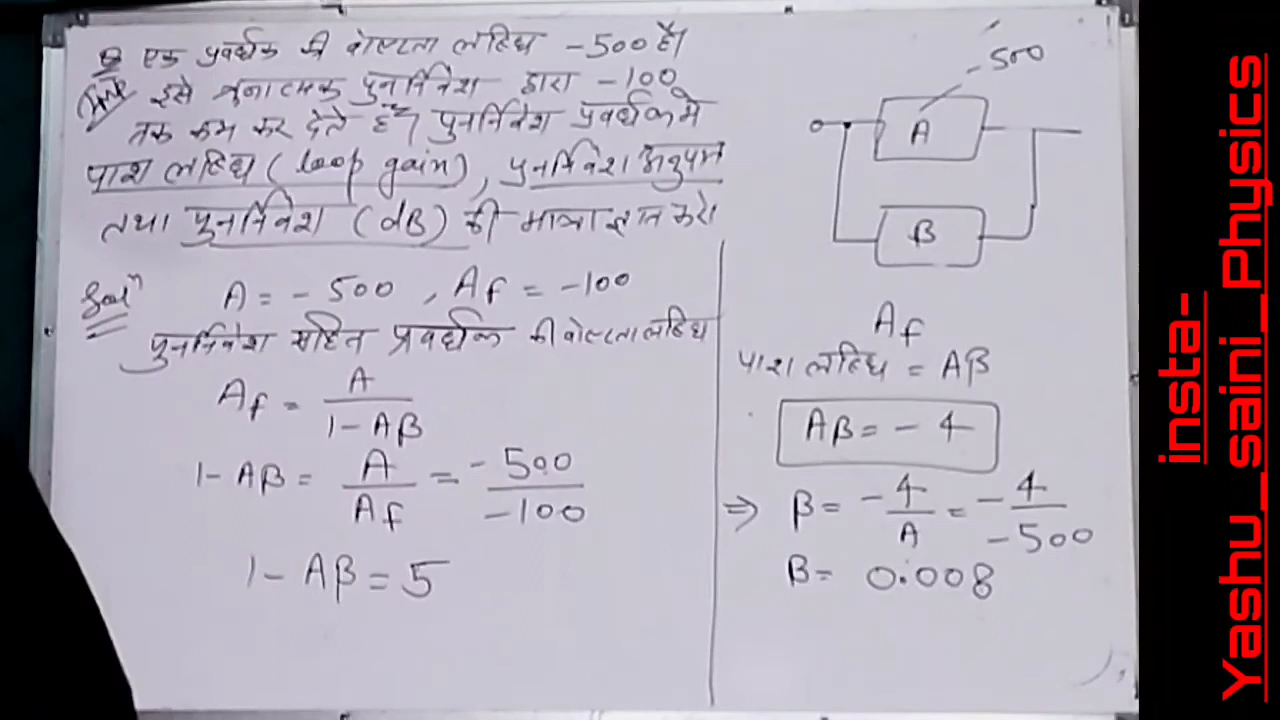 Q एक प्रवर्धक की वोल्टता लब्धि -500 है।
इसे ऋणात्मक पुनर्निवेश द्वारा -100
तक कम कर देते हैं, पुनर्निवेश प्रवर्धक मे
पाश लब्धि (loop gain), पुनर्निवेश अनुपात
तथा पुनर्निवेश (dB) की मात्रा ज्ञात करो
Solⁿ A = - 500 , Af = -100
पुनर्निवेश सहित प्रवर्धक की वोल्टता लब्धि
Af = A / 1 - Aβ
1 - Aβ = A / Af = -500 / -100
1 - Aβ = 5
-500
A
β
Af
पाश लब्धि = Aβ
Aβ = - 4
⇒ β = -4 / A = -4 / -500
β = 0.008
insta-
Yashu_saini_Physics